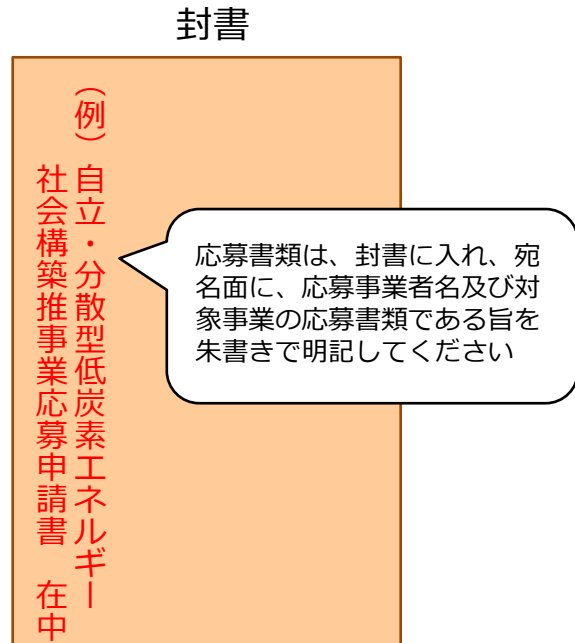 封書
（例）自立・分散型低炭素エネルギー
社会構築推事業応募申請書　在中
応募書類は、封書に入れ、宛
名面に、応募事業者名及び対
象事業の応募書類である旨を
朱書きで明記してください